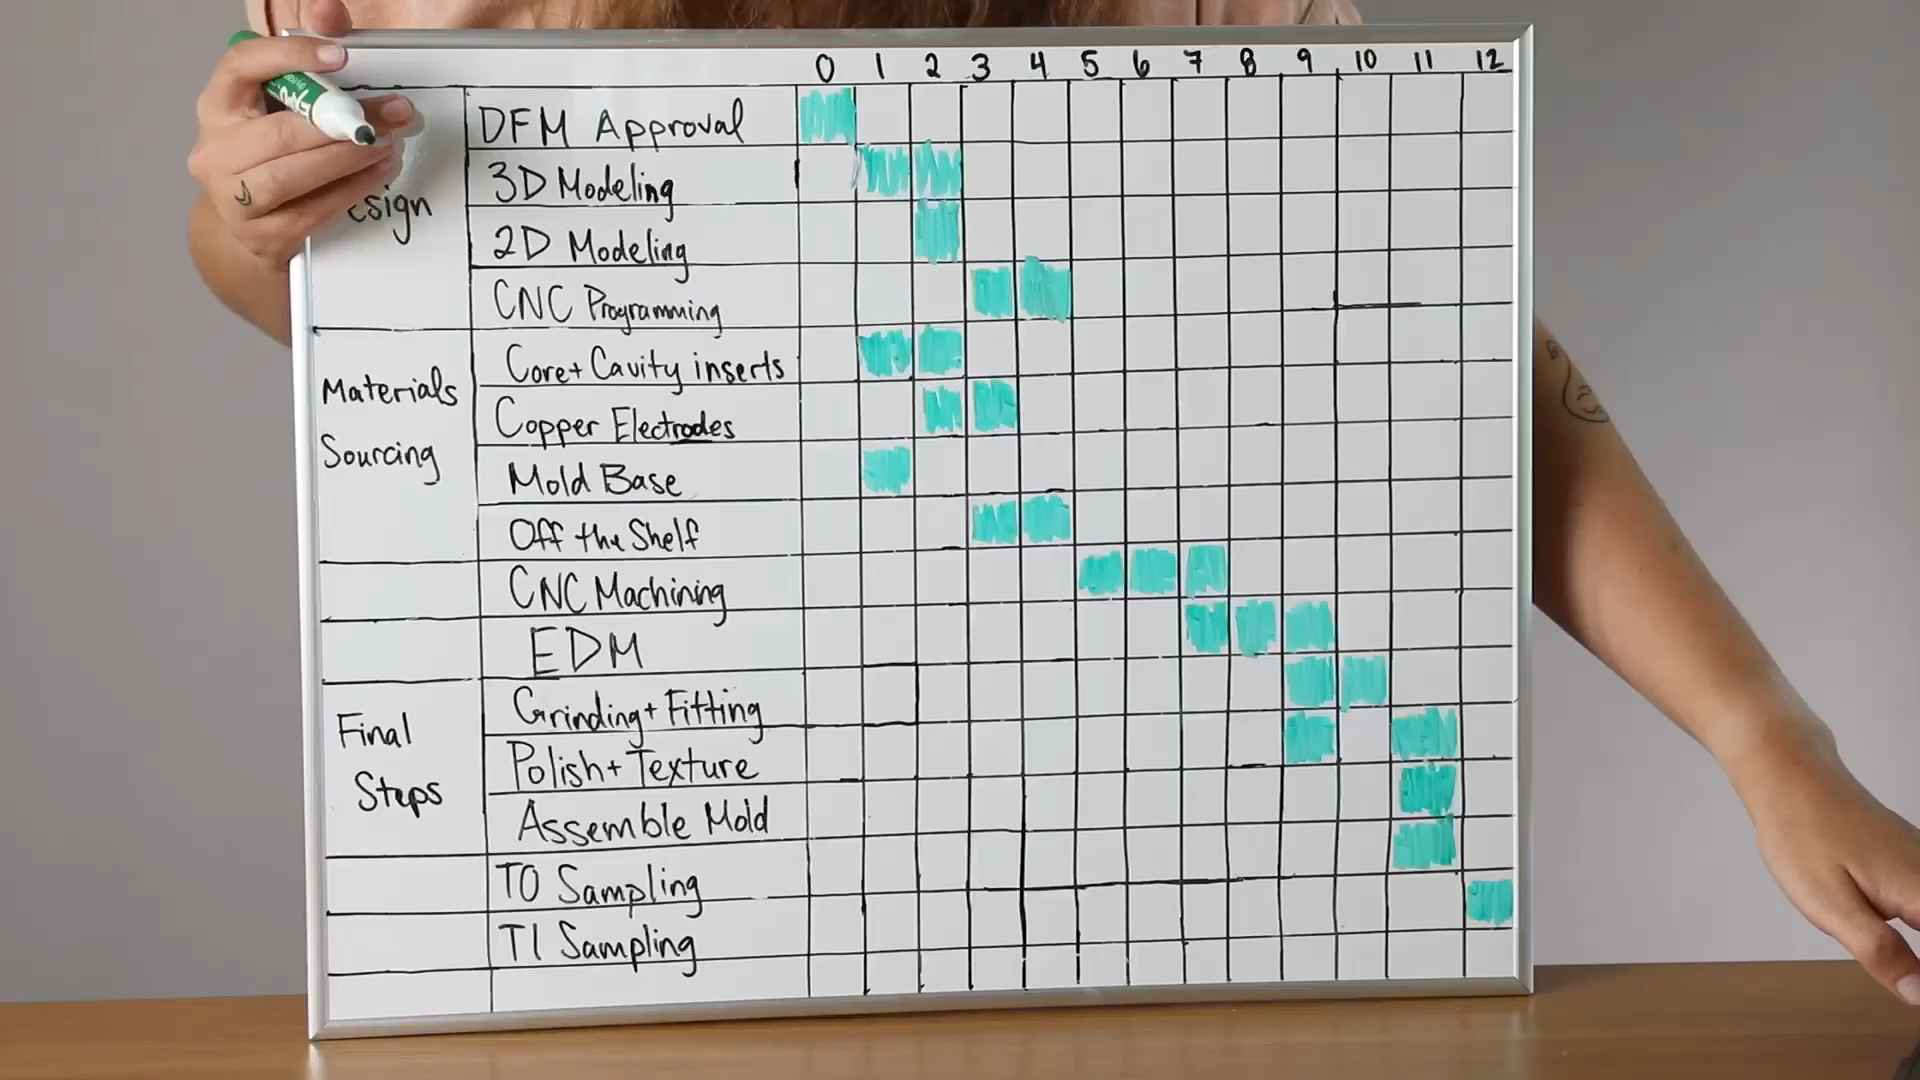 0 1 2 3 4 5 6 7 8 9 10 11 12
esign
DFM Approval
3D Modeling
2D Modeling
CNC Programming
Materials
Sourcing
Core + Cavity inserts
Copper Electrodes
Mold Base
Off the Shelf
CNC Machining
EDM
Final
Steps
Grinding + Fitting
Polish + Texture
Assemble Mold
T0 Sampling
T1 Sampling